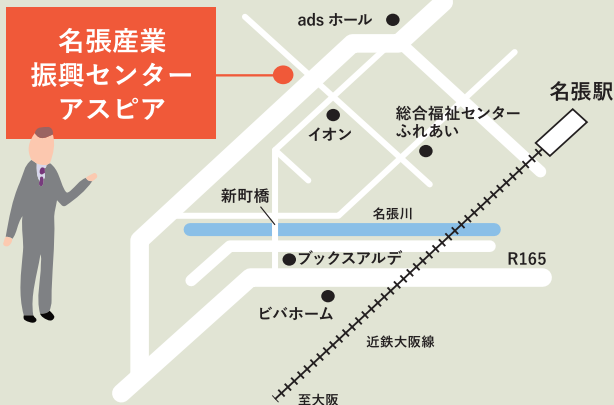 名張産業
振興センター
アスピア
ads ホール
名張駅
イオン
総合福祉センター
ふれあい
新町橋
名張川
ブックスアルデ
R165
ビバホーム
近鉄大阪線
至大阪